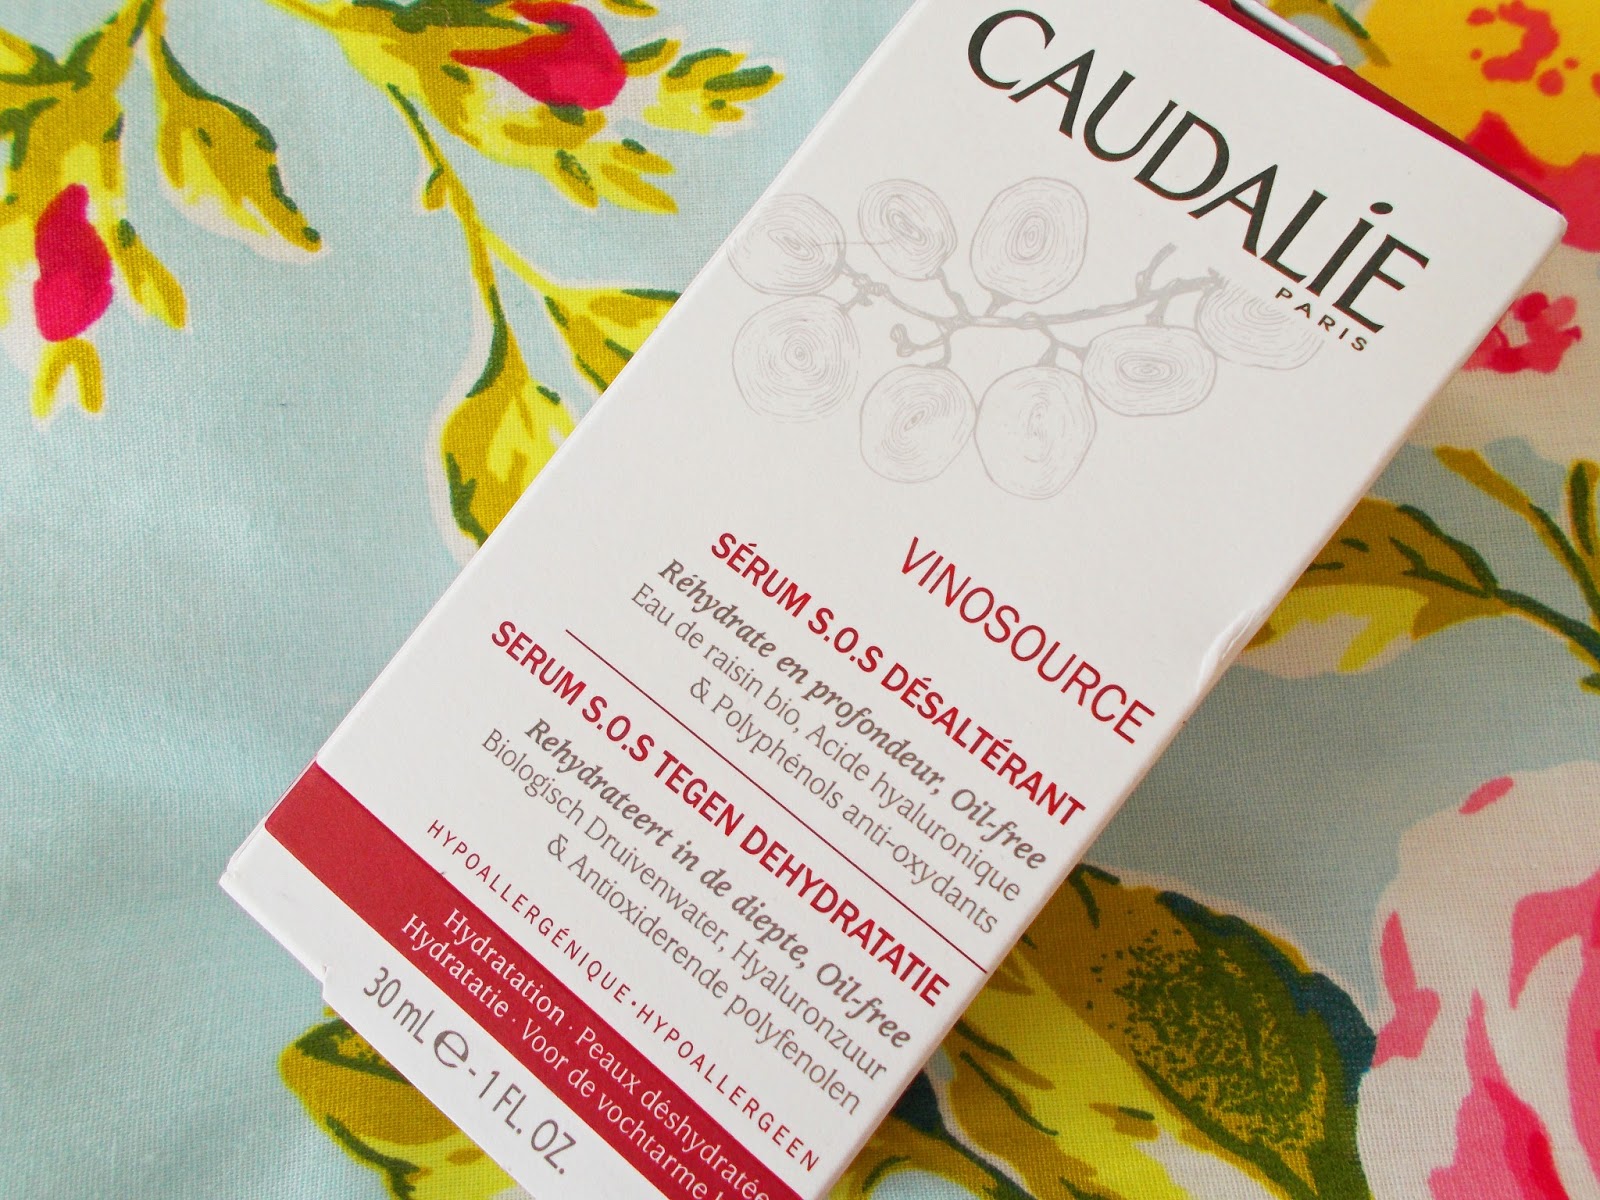 CAUDALİE
PARIS
VINOSOURCE
SÉRUM S.O.S DÉSALTÉRANT
Réhydrate en profondeur, Oil-free
Eau de raisin bio, Acide hyaluronique
& Polyphénols anti-oxydants
SERUM S.O.S TEGEN DEHYDRATATIE
Rehydrateert in de diepte, Oil-free
Biologisch Druivenwater, Hyaluronzuur
& Antioxiderende polyfenolen
HYPOALLERGÉNIQUE • HYPOALLERGEEN
Hydratation · Peaux déshydratée
Hydratatie · Voor de vochtarme
30 mL e - 1 FL. OZ.